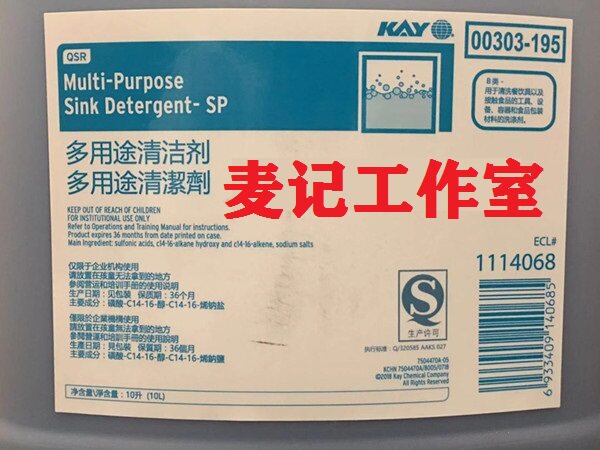 KAY
00303-195
QSR
Multi-Purpose
Sink Detergent- SP
B类-
用于清洗餐饮具以及
接触食品的工具、设
备、容器和食品包装
材料的洗涤剂。
多用途清洁剂
多用途清潔劑
麦记工作室
KEEP OUT OF REACH OF CHILDREN
FOR INSTITUTIONAL USE ONLY
Refer to Operations and Training Manual for instructions.
Product expires 36 months from date printed on case.
Main Ingredient: sulfonic acids, c14-16-alkane hydroxy and c14-16-alkene, sodium salts
ECL#
1114068
仅限于企业机构使用
请放置在孩童无法拿到的地方
参阅营运和培训手册的使用说明
生产日期：见包装 保质期：36个月
主要成分：磺酸-C14-16-醇-C14-16-烯钠盐
僅限於企業機構使用
請放置在孩童無法拿到的地方
參閱營運和培訓手冊的使用說明
生產日期：見包裝 保質期：36個月
主要成分：磺酸-C14-16-醇-C14-16-烯鈉鹽
生产许可
执行标准：Q/320585 AAKS 027
7504470A-05
KCHN 7504470A/8005/0718
©2018 Kay Chemical Company
All rights reserved.
净含量/淨含量：10升 (10L)
6 933409 140685